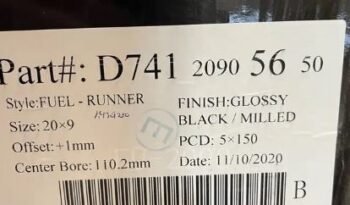 Part#: D741 2090 56 50
Style:FUEL - RUNNER FINISH:GLOSSY
Size: 20×9 BLACK / MILLED
Offset: +1mm PCD: 5×150
Center Bore: 110.2mm Date: 11/10/2020
B